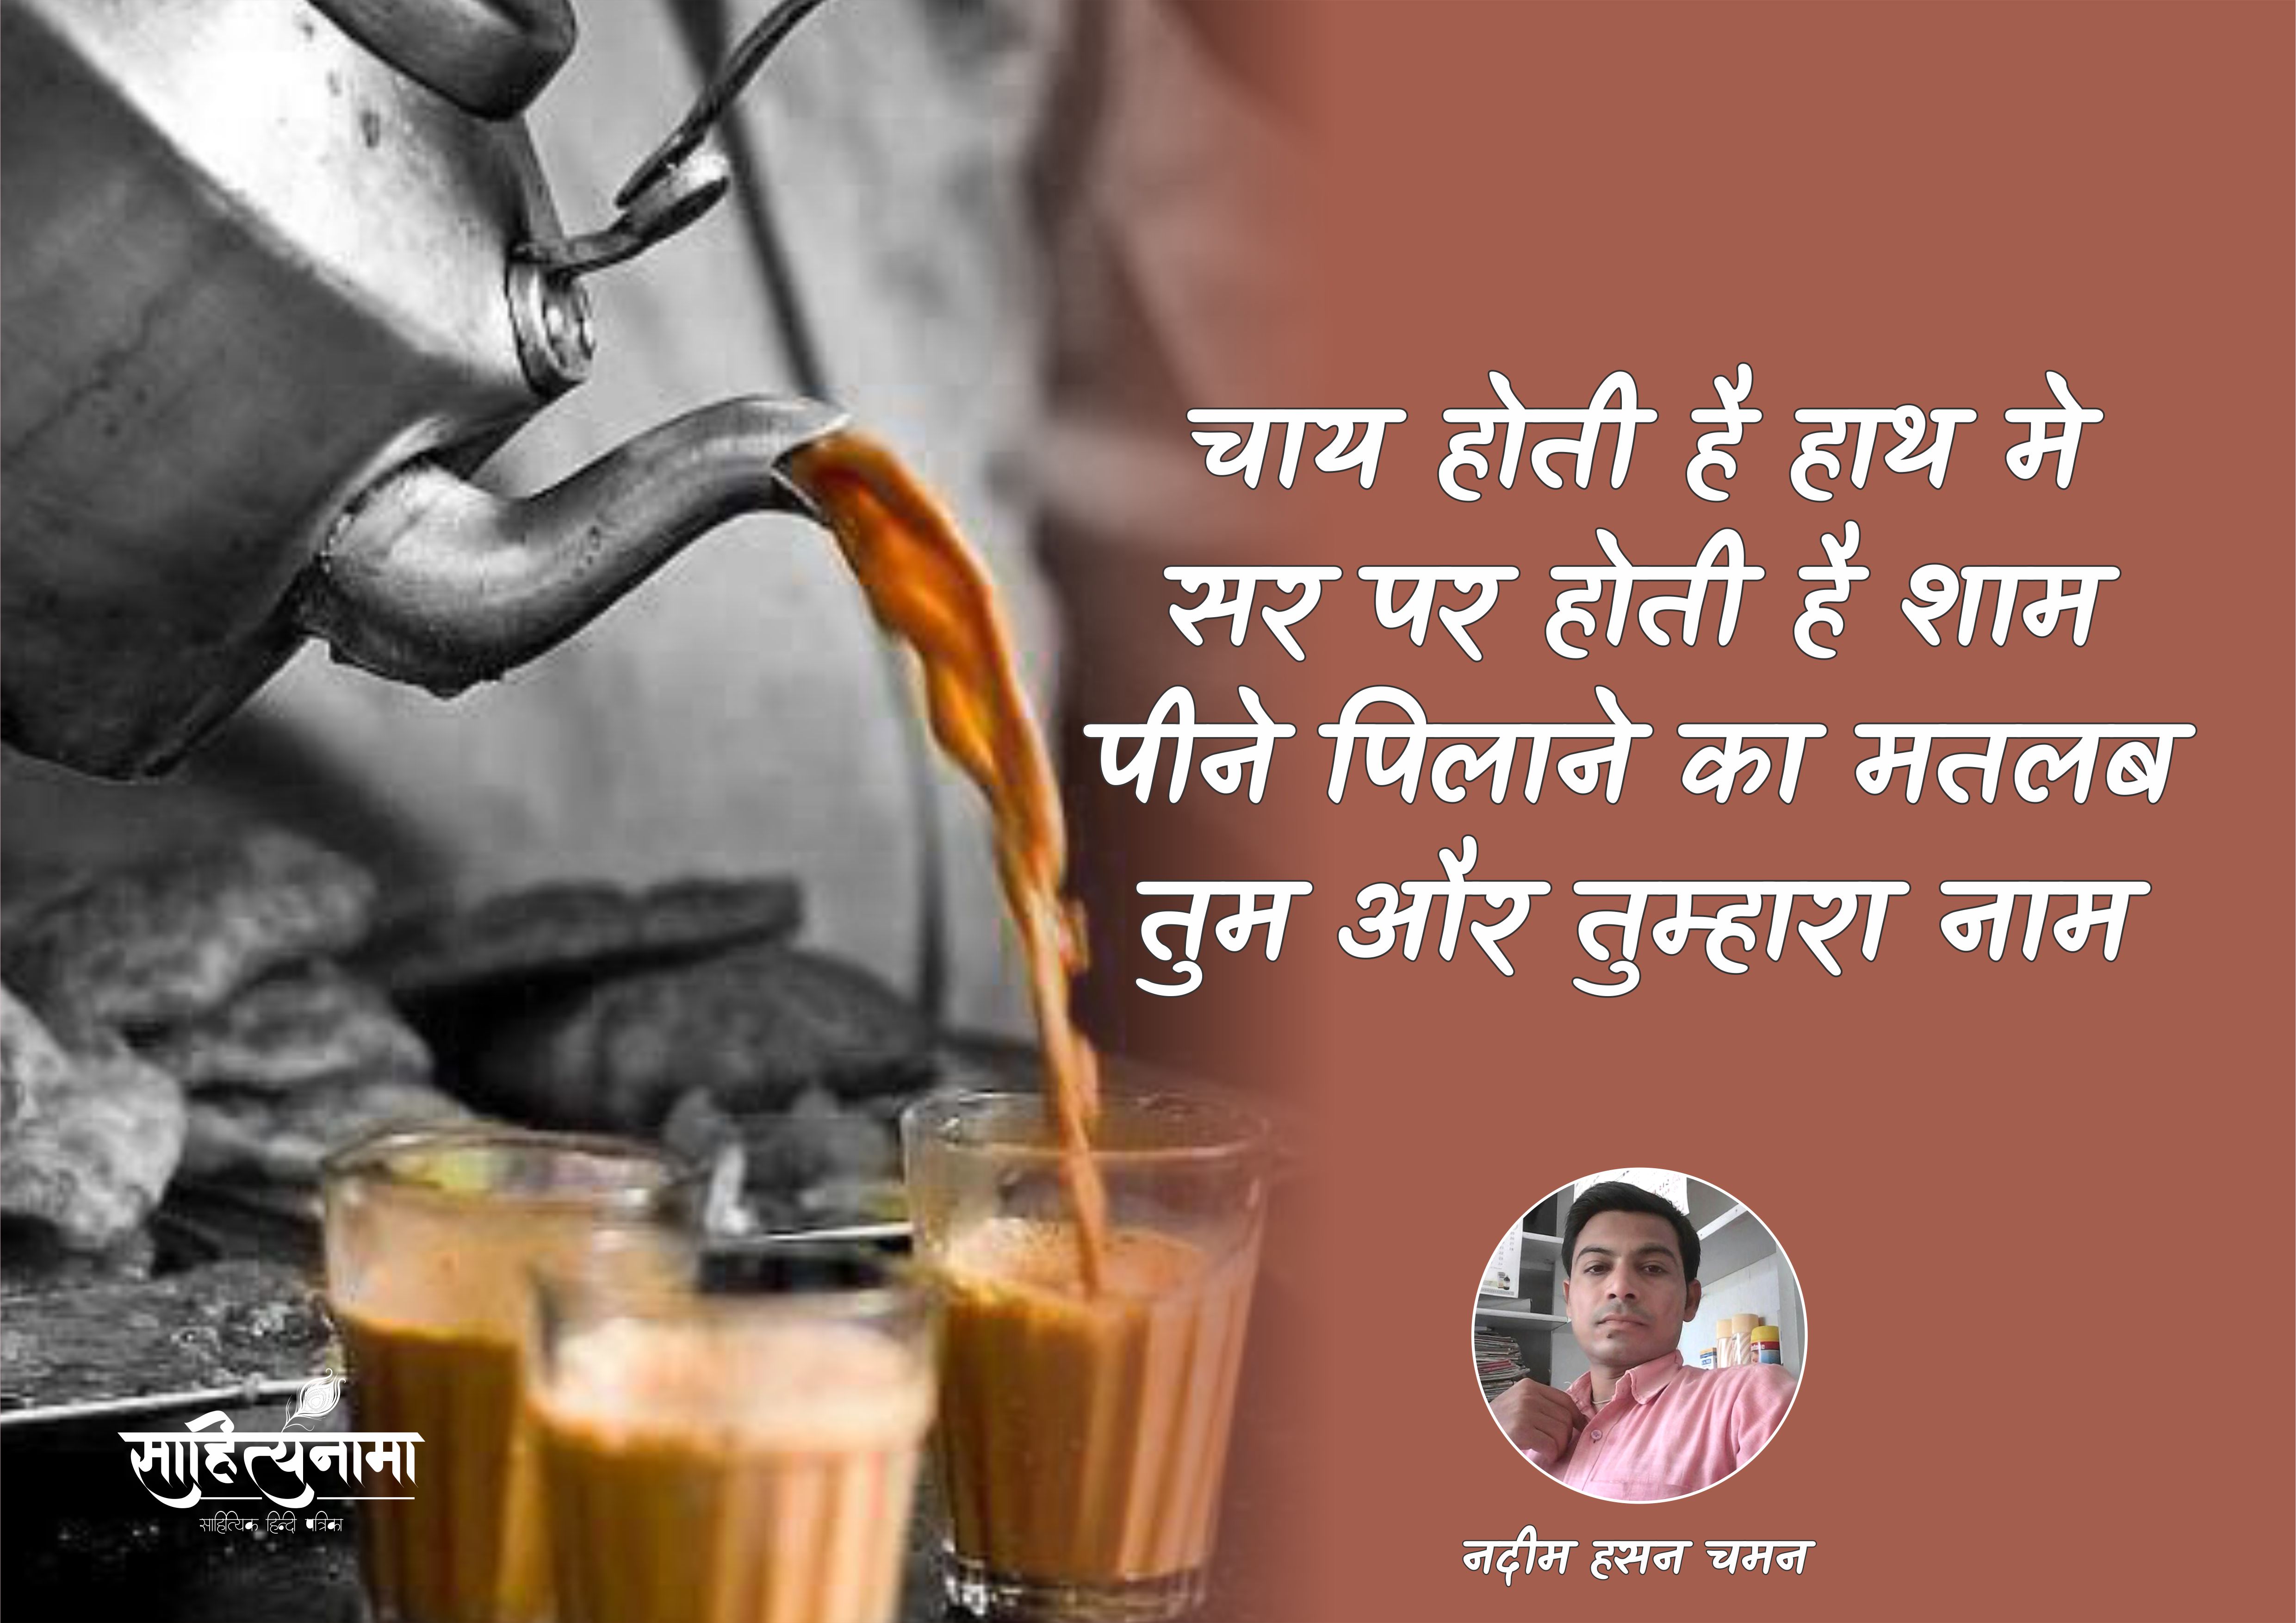 चाय होती है हाथ मे
सर पर होती है शाम
पीने पिलाने का मतलब
तुम और तुम्हारा नाम
नदीम हसन चमन
साहित्यनामा
साहित्यिक हिन्दी पत्रिका